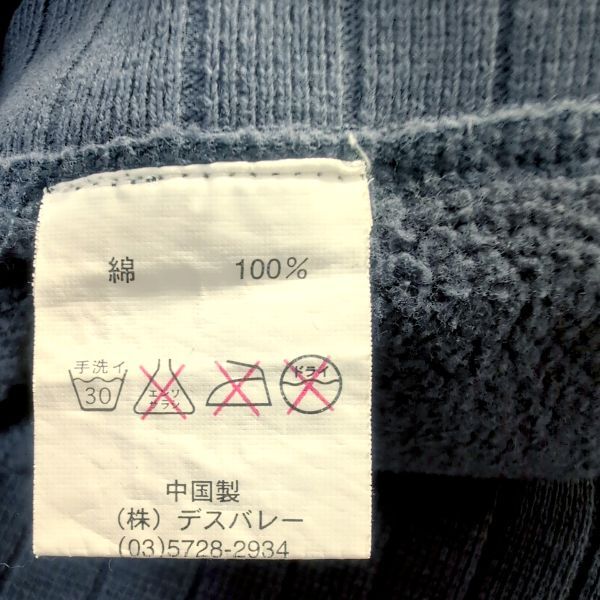 綿 100%
手洗イ
30
エンソ
サラシ
ドライ
中国製
(株) デスバレー
(03)5728-2934